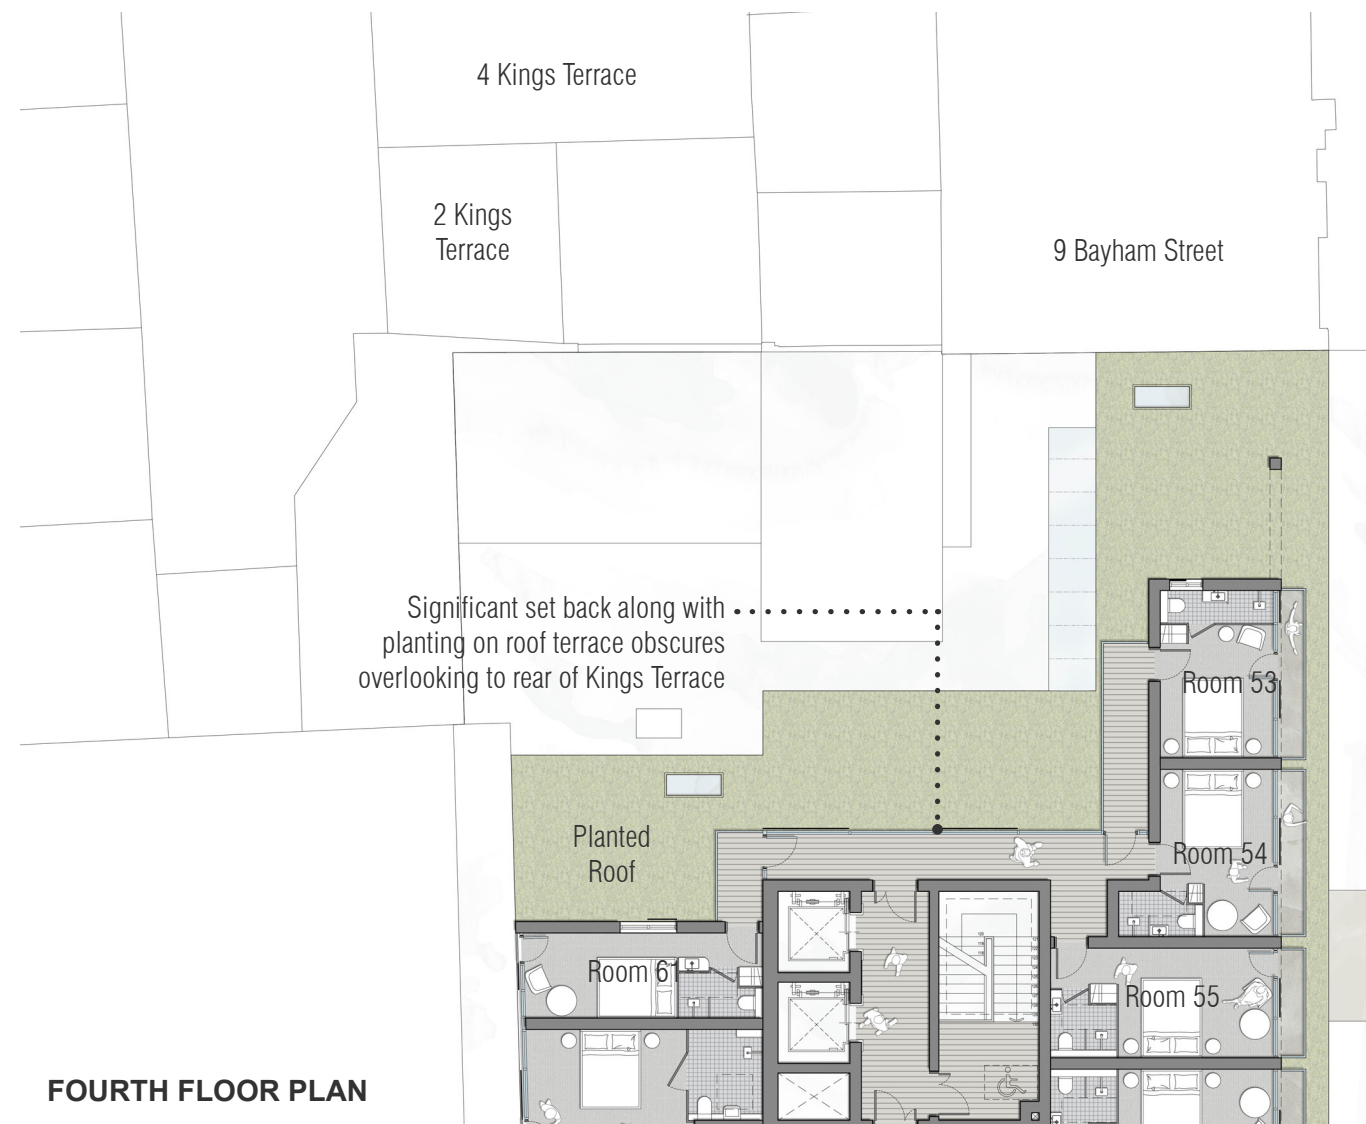 4 Kings Terrace
2 Kings
Terrace
9 Bayham Street
Significant set back along with
planting on roof terrace obscures
overlooking to rear of Kings Terrace
Room 53
Planted
Roof
Room 54
Room 61
Room 55
FOURTH FLOOR PLAN